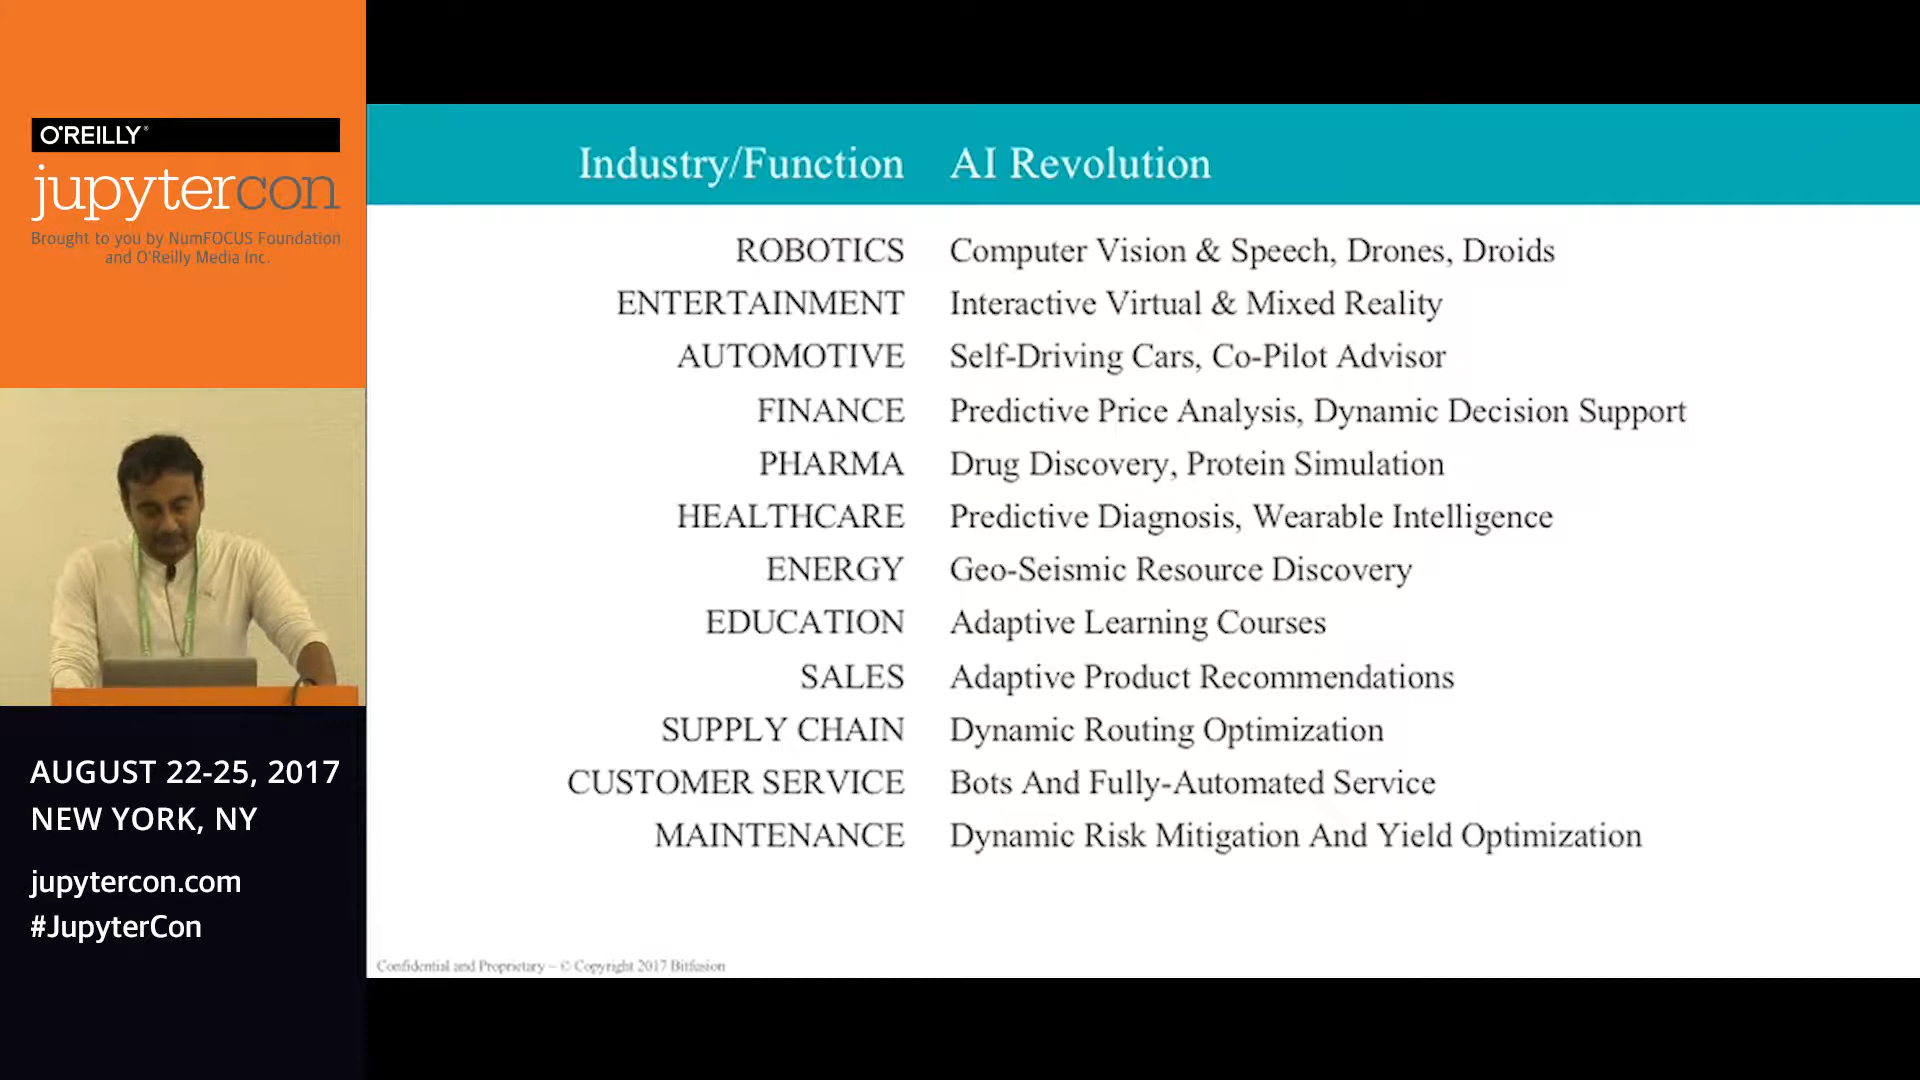 O'REILLY®
jupytercon
Brought to you by NumFOCUS Foundation
and O'Reilly Media Inc.
AUGUST 22-25, 2017
NEW YORK, NY
jupytercon.com
#JupyterCon
Industry/Function AI Revolution
ROBOTICS Computer Vision & Speech, Drones, Droids
ENTERTAINMENT Interactive Virtual & Mixed Reality
AUTOMOTIVE Self-Driving Cars, Co-Pilot Advisor
FINANCE Predictive Price Analysis, Dynamic Decision Support
PHARMA Drug Discovery, Protein Simulation
HEALTHCARE Predictive Diagnosis, Wearable Intelligence
ENERGY Geo-Seismic Resource Discovery
EDUCATION Adaptive Learning Courses
SALES Adaptive Product Recommendations
SUPPLY CHAIN Dynamic Routing Optimization
CUSTOMER SERVICE Bots And Fully-Automated Service
MAINTENANCE Dynamic Risk Mitigation And Yield Optimization
Confidential and Proprietary – © Copyright 2017 Bitfusion